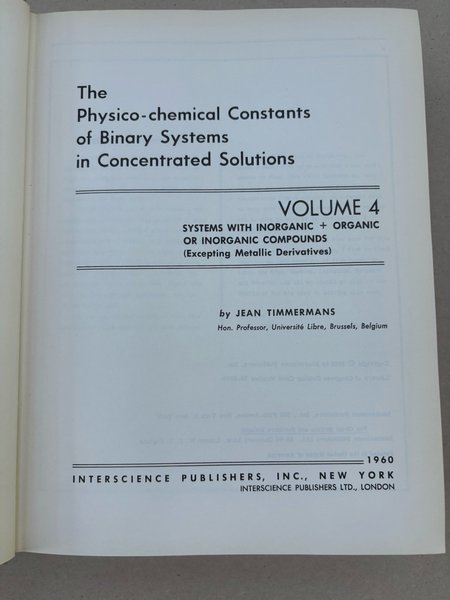 The
Physico-chemical Constants
of Binary Systems
in Concentrated Solutions
VOLUME 4
SYSTEMS WITH INORGANIC + ORGANIC
OR INORGANIC COMPOUNDS
(Excepting Metallic Derivatives)
by JEAN TIMMERMANS
Hon. Professor, Université Libre, Brussels, Belgium
1960
INTERSCIENCE PUBLISHERS, INC., NEW YORK
INTERSCIENCE PUBLISHERS LTD., LONDON